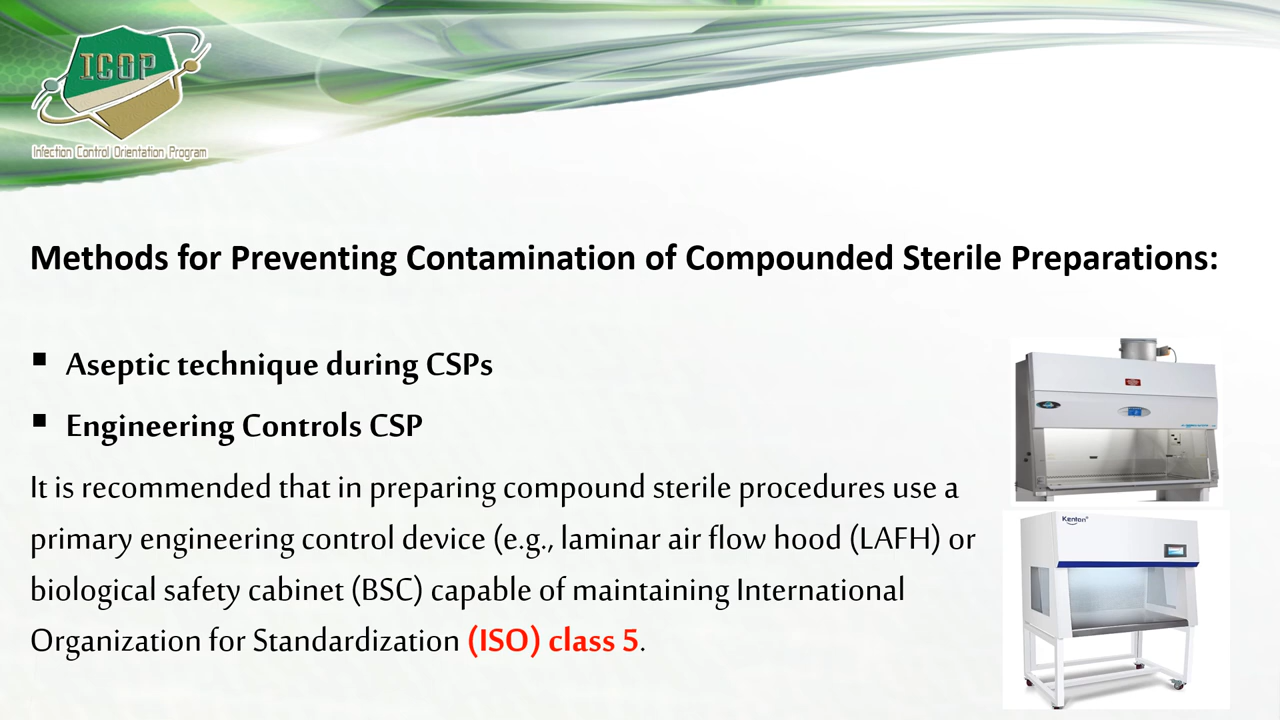 ICOP
Infection Control Orientation Program
Methods for Preventing Contamination of Compounded Sterile Preparations:
▪ Aseptic technique during CSPs
▪ Engineering Controls CSP
It is recommended that in preparing compound sterile procedures use a
primary engineering control device (e.g., laminar air flow hood (LAFH) or
biological safety cabinet (BSC) capable of maintaining International
Organization for Standardization (ISO) class 5.
Kenton®